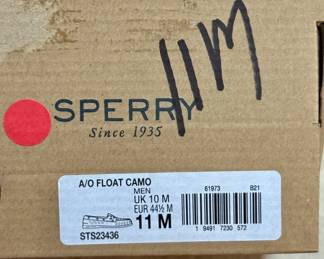 11M
SPERRY
Since 1935
A/O FLOAT CAMO
MEN
UK 10 M
EUR 44½ M
11 M
STS23436
61973 B21
1 9491 7230 572